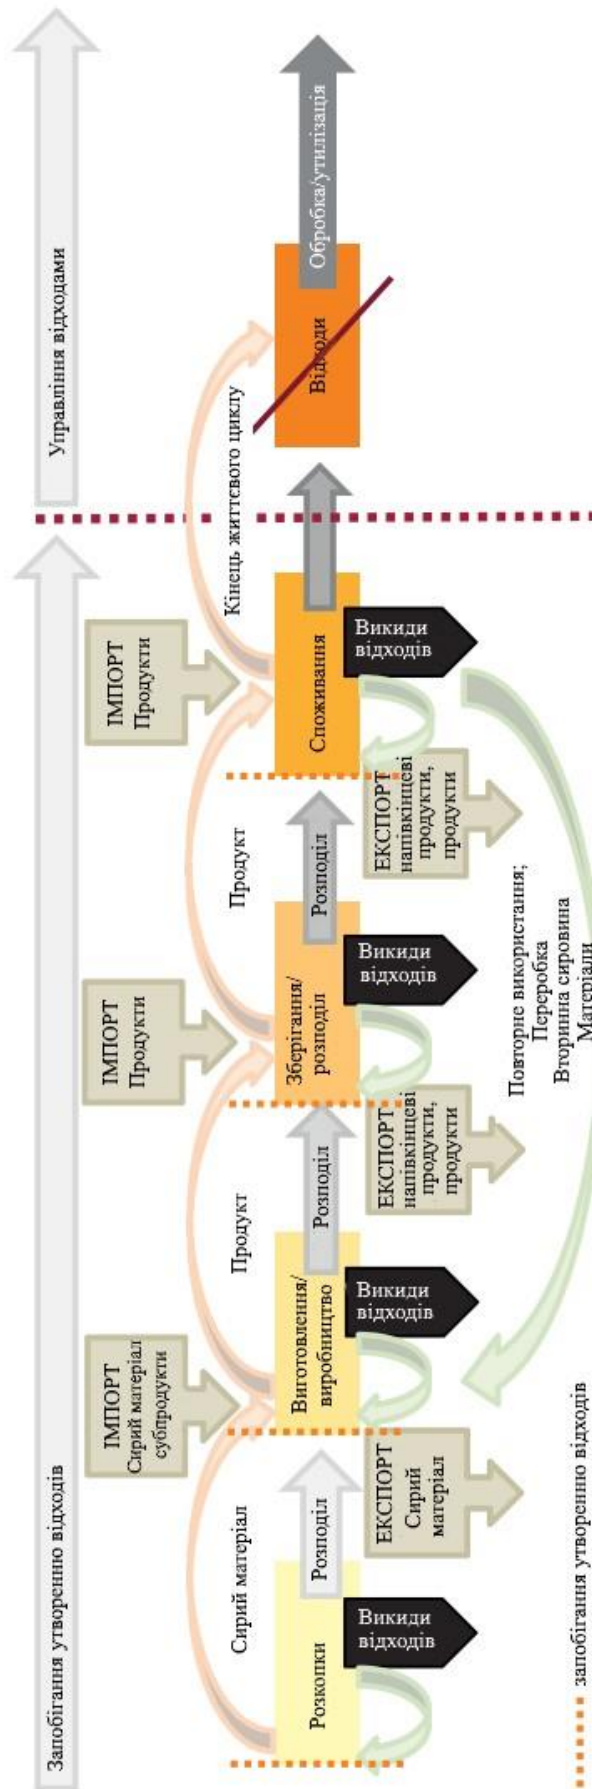 Запобігання утворенню відходів
Управління відходами
ІМПОРТ
Сирий матеріал
субпродукти
ІМПОРТ
Продукти
ІМПОРТ
Продукти
Сирий матеріал
Продукт
Продукт
Кінець життєвого циклу
Розкопки
Розподіл
Виготовлення/
виробництво
Розподіл
Зберігання/
розподіл
Розподіл
Споживання
Відходи
Обробка/утилізація
Викиди
відходів
ЕКСПОРТ
Сирий
матеріал
Викиди
відходів
ЕКСПОРТ
напівкінцеві
продукти,
продукти
Викиди
відходів
ЕКСПОРТ
напівкінцеві
продукти,
продукти
Викиди
відходів
Повторне використання;
Переробка
Вторинна сировина
Матеріали
запобігання утворенню відходів